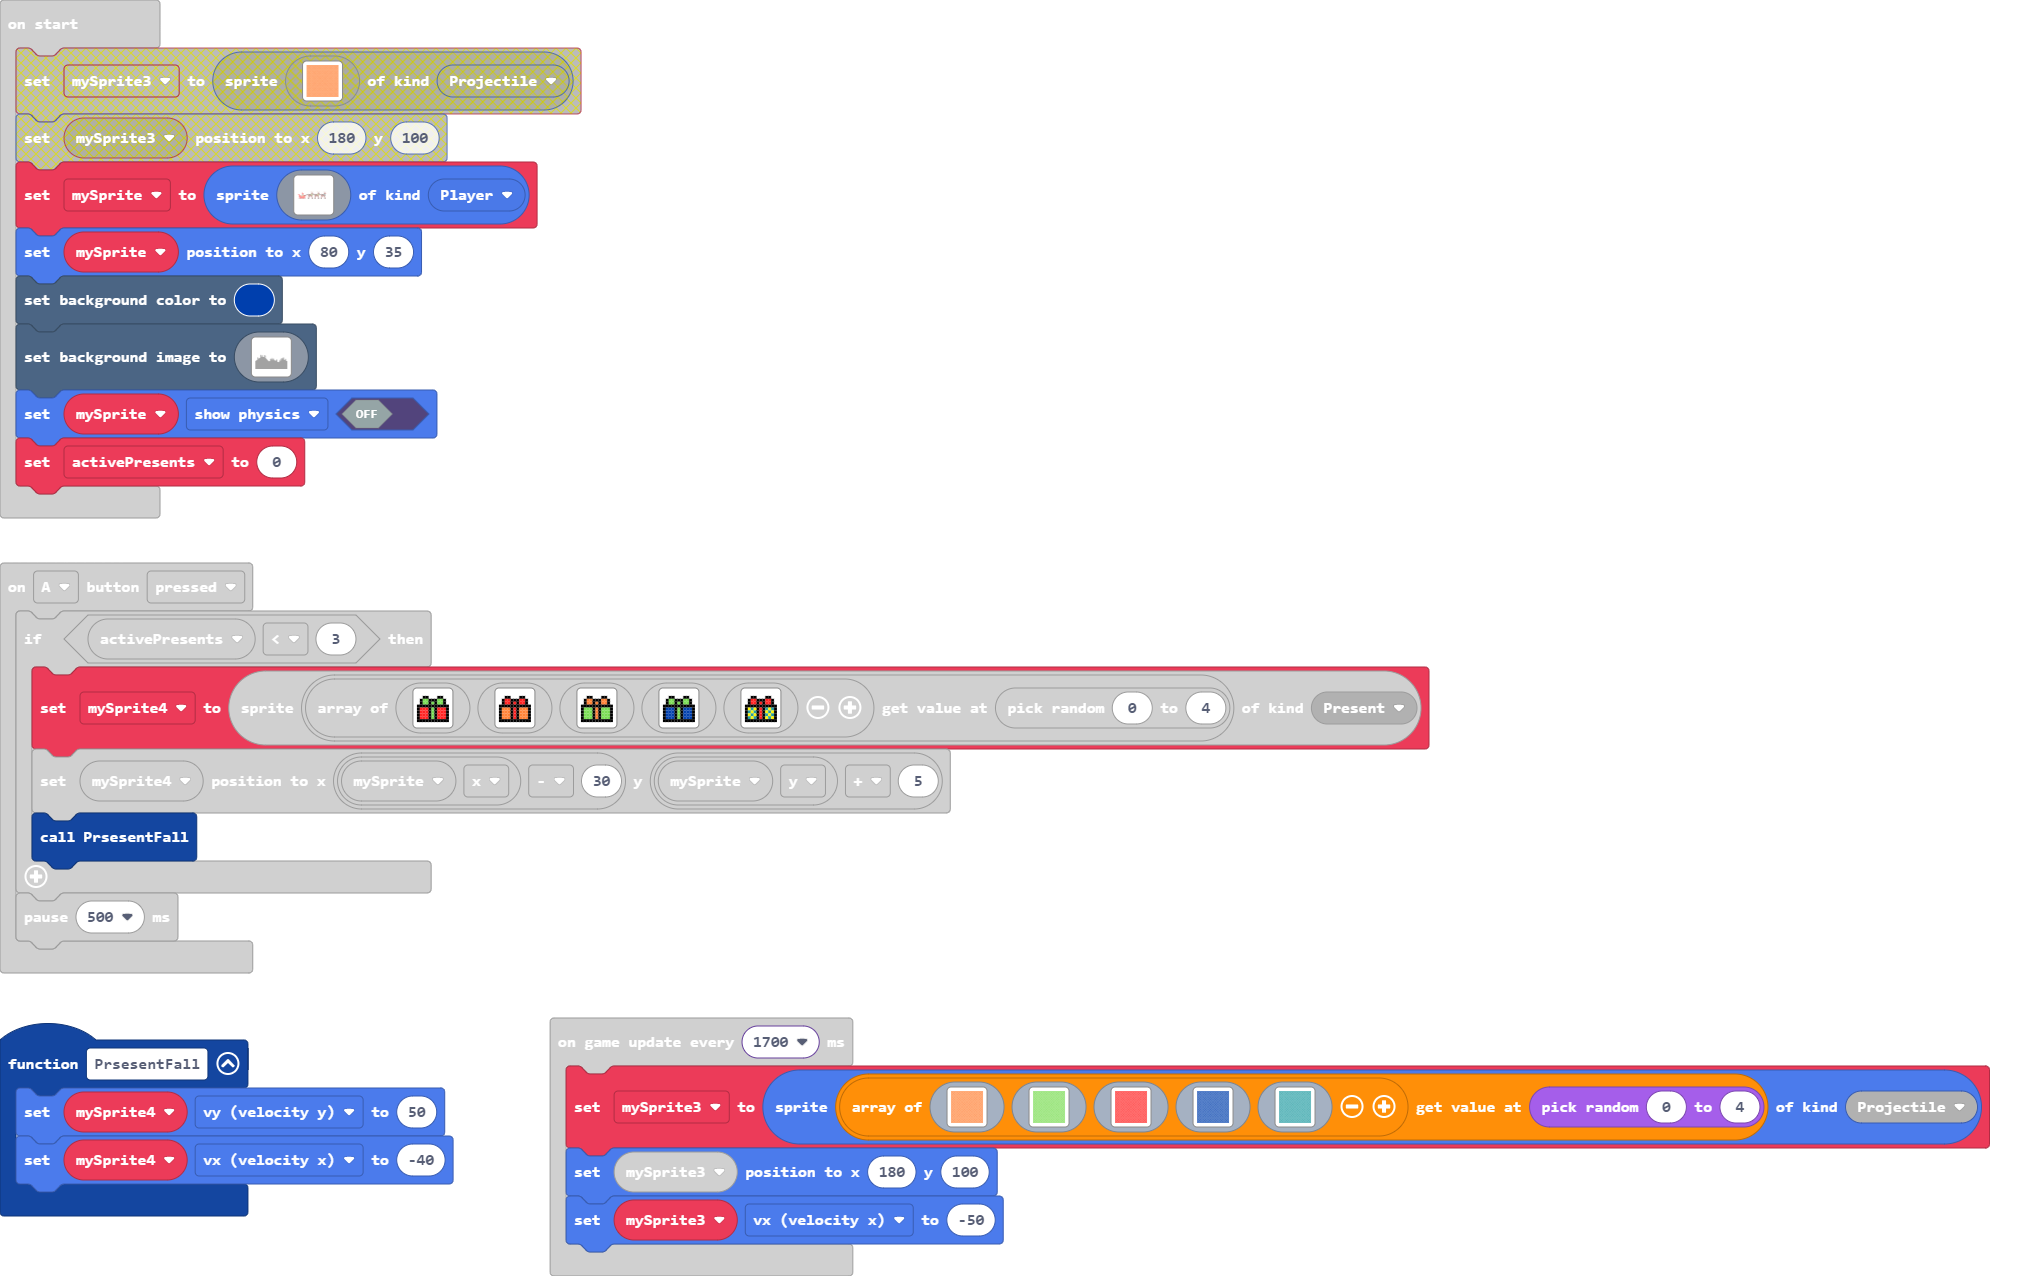 on start
set mySprite3 to sprite of kind Projectile
set mySprite3 position to x 180 y 100
set mySprite to sprite of kind Player
set mySprite position to x 80 y 35
set background color to
set background image to
set mySprite show physics OFF
set activePresents to 0
on A button pressed
if activePresents < 3 then
set mySprite4 to sprite array of get value at pick random 0 to 4 of kind Present
set mySprite4 position to x mySprite x - 30 y mySprite y + 5
call PrsesentFall
pause 500 ms
function PrsesentFall
set mySprite4 vy (velocity y) to 50
set mySprite4 vx (velocity x) to -40
on game update every 1700 ms
set mySprite3 to sprite array of get value at pick random 0 to 4 of kind Projectile
set mySprite3 position to x 180 y 100
set mySprite3 vx (velocity x) to -50